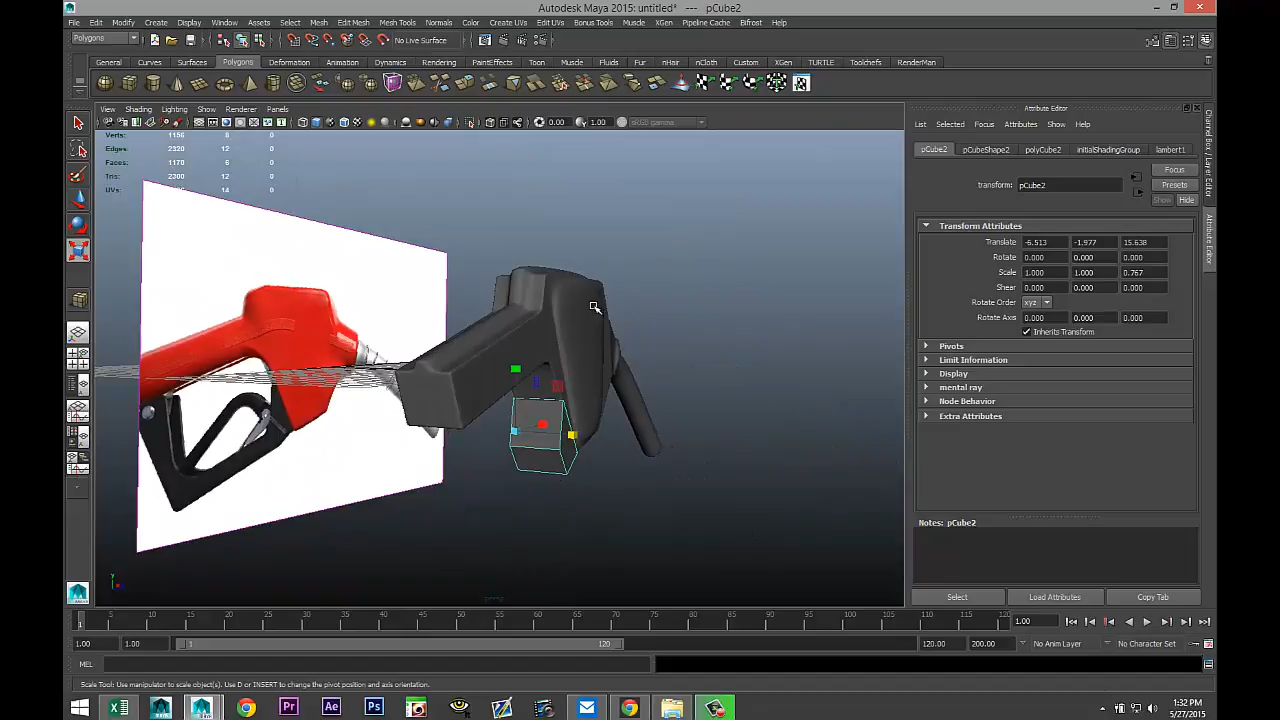 Autodesk Maya 2015: untitled* --- pCube2
File Edit Modify Create Display Window Assets Select Mesh Edit Mesh Mesh Tools Normals Color Create UVs Edit UVs Bonus Tools Muscle XGen Pipeline Cache Bifrost Help
Polygons
No Live Surface
General Curves Surfaces Polygons Deformation Animation Dynamics Rendering PaintEffects Toon Muscle Fluids Fur nHair nCloth Custom XGen TURTLE Toolchefs RenderMan
View Shading Lighting Show Renderer Panels
0.00 1.00 sRGB gamma
Verts: 1156 8 0
Edges: 2320 12 0
Faces: 1170 6 0
Tris: 2300 12 0
UVs: 14 0
persp
Attribute Editor
List Selected Focus Attributes Show Help
pCube2 pCubeShape2 polyCube2 initialShadingGroup lambert1
Focus
transform: pCube2
Presets
Show Hide
Transform Attributes
Translate -6.513 -1.977 15.638
Rotate 0.000 0.000 0.000
Scale 1.000 1.000 0.767
Shear 0.000 0.000 0.000
Rotate Order xyz
Rotate Axis 0.000 0.000 0.000
Inherits Transform
Pivots
Limit Information
Display
mental ray
Node Behavior
Extra Attributes
Notes: pCube2
Select Load Attributes Copy Tab
Channel Box / Layer Editor
Attribute Editor
1 5 10 15 20 25 30 35 40 45 50 55 60 65 70 75 80 85 90 95 100 105 110 115 120 1.00
1.00 1.00 1 120 120.00 200.00 No Anim Layer No Character Set
MEL
Scale Tool: Use manipulator to scale object(s). Use D or INSERT to change the pivot position and axis orientation.
1:32 PM
5/27/2015